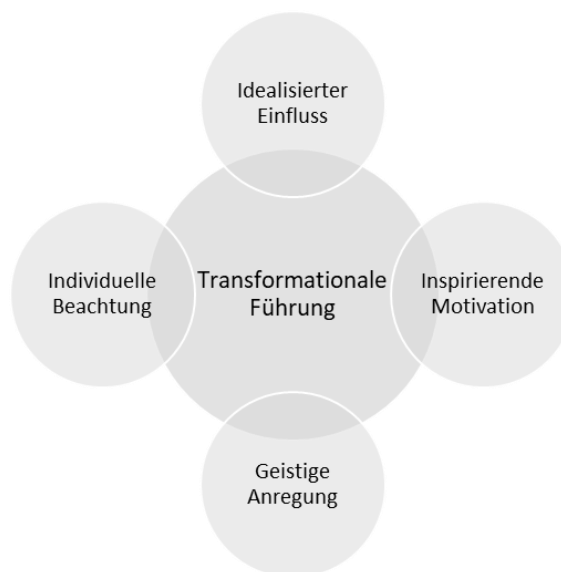 Idealisierter
Einfluss
Individuelle
Beachtung
Transformationale
Führung
Inspirierende
Motivation
Geistige
Anregung